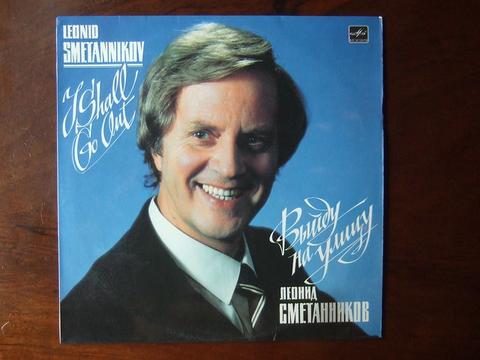 LEONID
SMETANNIKOV
I Shall
Go Out
Выйду
на улицу
ЛЕОНИД
СМЕТАННИКОВ